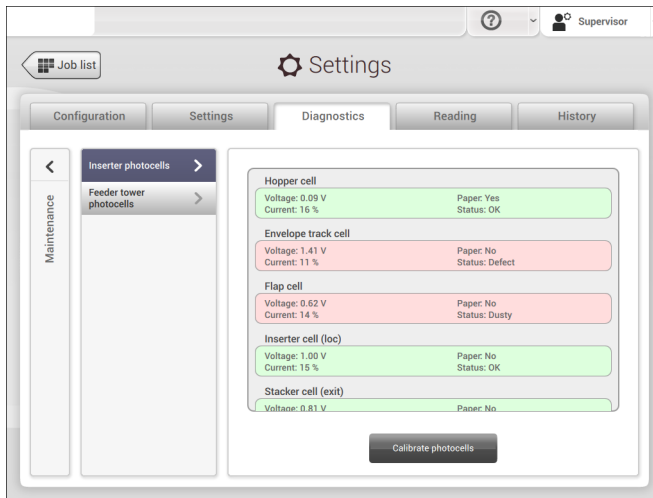 ? Supervisor
Job list
Settings
Configuration Settings Diagnostics Reading History
Maintenance
Inserter photocells
Feeder tower
photocells
Hopper cell
Voltage: 0.09 V Paper: Yes
Current: 16 % Status: OK
Envelope track cell
Voltage: 1.41 V Paper: No
Current: 11 % Status: Defect
Flap cell
Voltage: 0.62 V Paper: No
Current: 14 % Status: Dusty
Inserter cell (loc)
Voltage: 1.00 V Paper: No
Current: 15 % Status: OK
Stacker cell (exit)
Voltage: 0.81 V Paper: No
Calibrate photocells